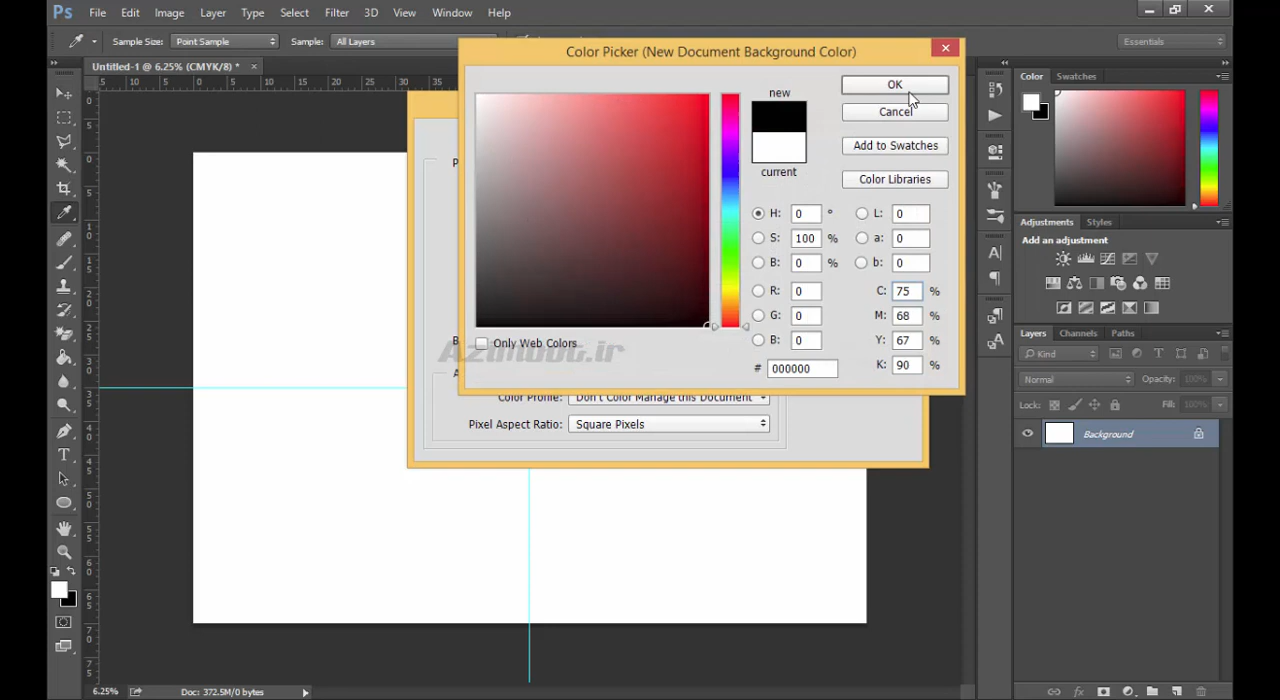 Ps File Edit Image Layer Type Select Filter 3D View Window Help
Sample Size: Point Sample Sample: All Layers Essentials
Untitled-1 @ 6.25% (CMYK/8) *
Color Picker (New Document Background Color)
new
current
OK
Cancel
Add to Swatches
Color Libraries
H: 0 ° L: 0
S: 100 % a: 0
B: 0 % b: 0
R: 0 C: 75 %
G: 0 M: 68 %
B: 0 Y: 67 %
# 000000 K: 90 %
Only Web Colors
Azimoot.ir
Color Profile: Don't Color Manage this Document
Pixel Aspect Ratio: Square Pixels
Color Swatches
Adjustments Styles
Add an adjustment
Layers Channels Paths
Kind
Normal Opacity: 100%
Lock: Fill: 100%
Background
6.25% Doc: 372.5M/0 bytes